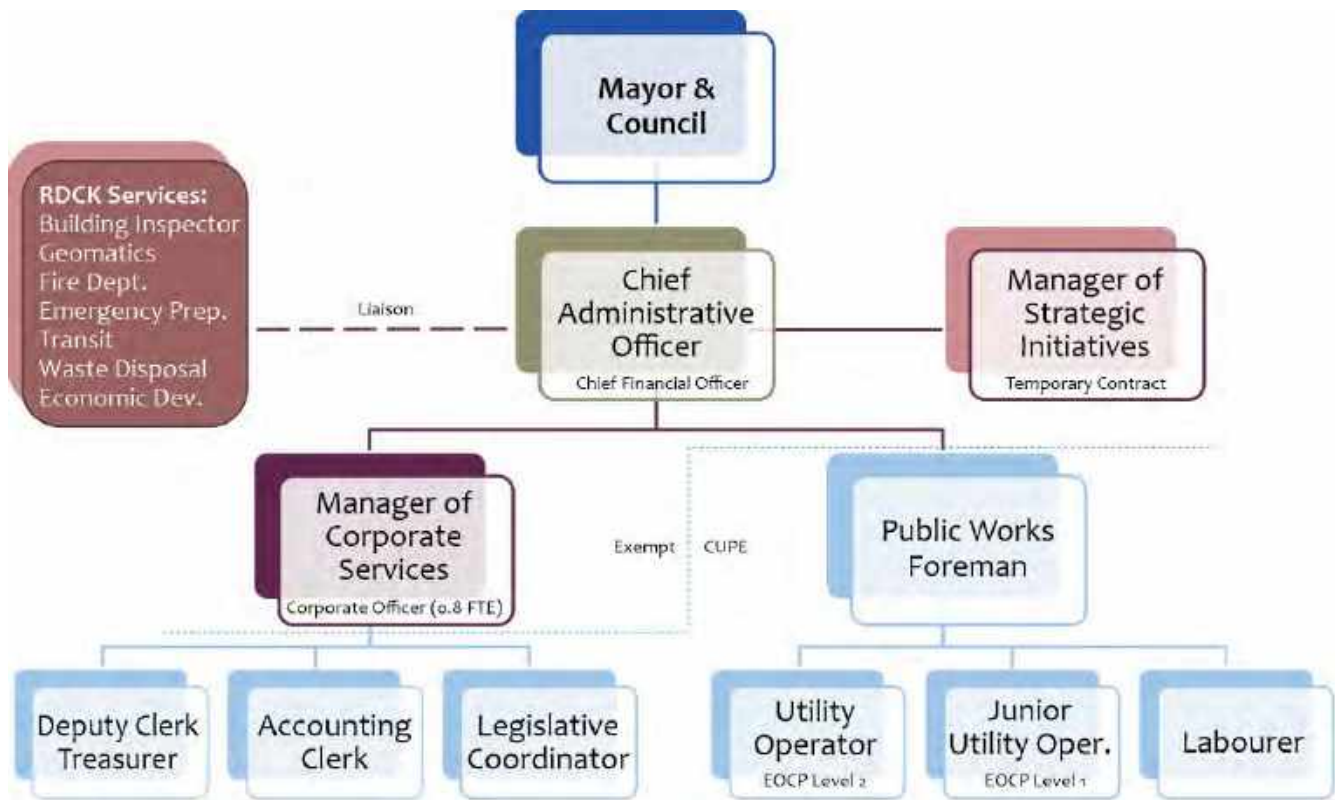 Mayor &
Council
RDCK Services:
Building Inspector
Geomatics
Fire Dept.
Emergency Prep.
Transit
Waste Disposal
Economic Dev.
Liaison
Chief
Administrative
Officer
Chief Financial Officer
Manager of
Strategic
Initiatives
Temporary Contract
Manager of
Corporate
Services
Corporate Officer (0.8 FTE)
Exempt
CUPE
Public Works
Foreman
Deputy Clerk
Treasurer
Accounting
Clerk
Legislative
Coordinator
Utility
Operator
EOCP Level 2
Junior
Utility Oper.
EOCP Level 1
Labourer